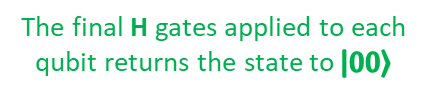 The final H gates applied to each
qubit returns the state to |00⟩